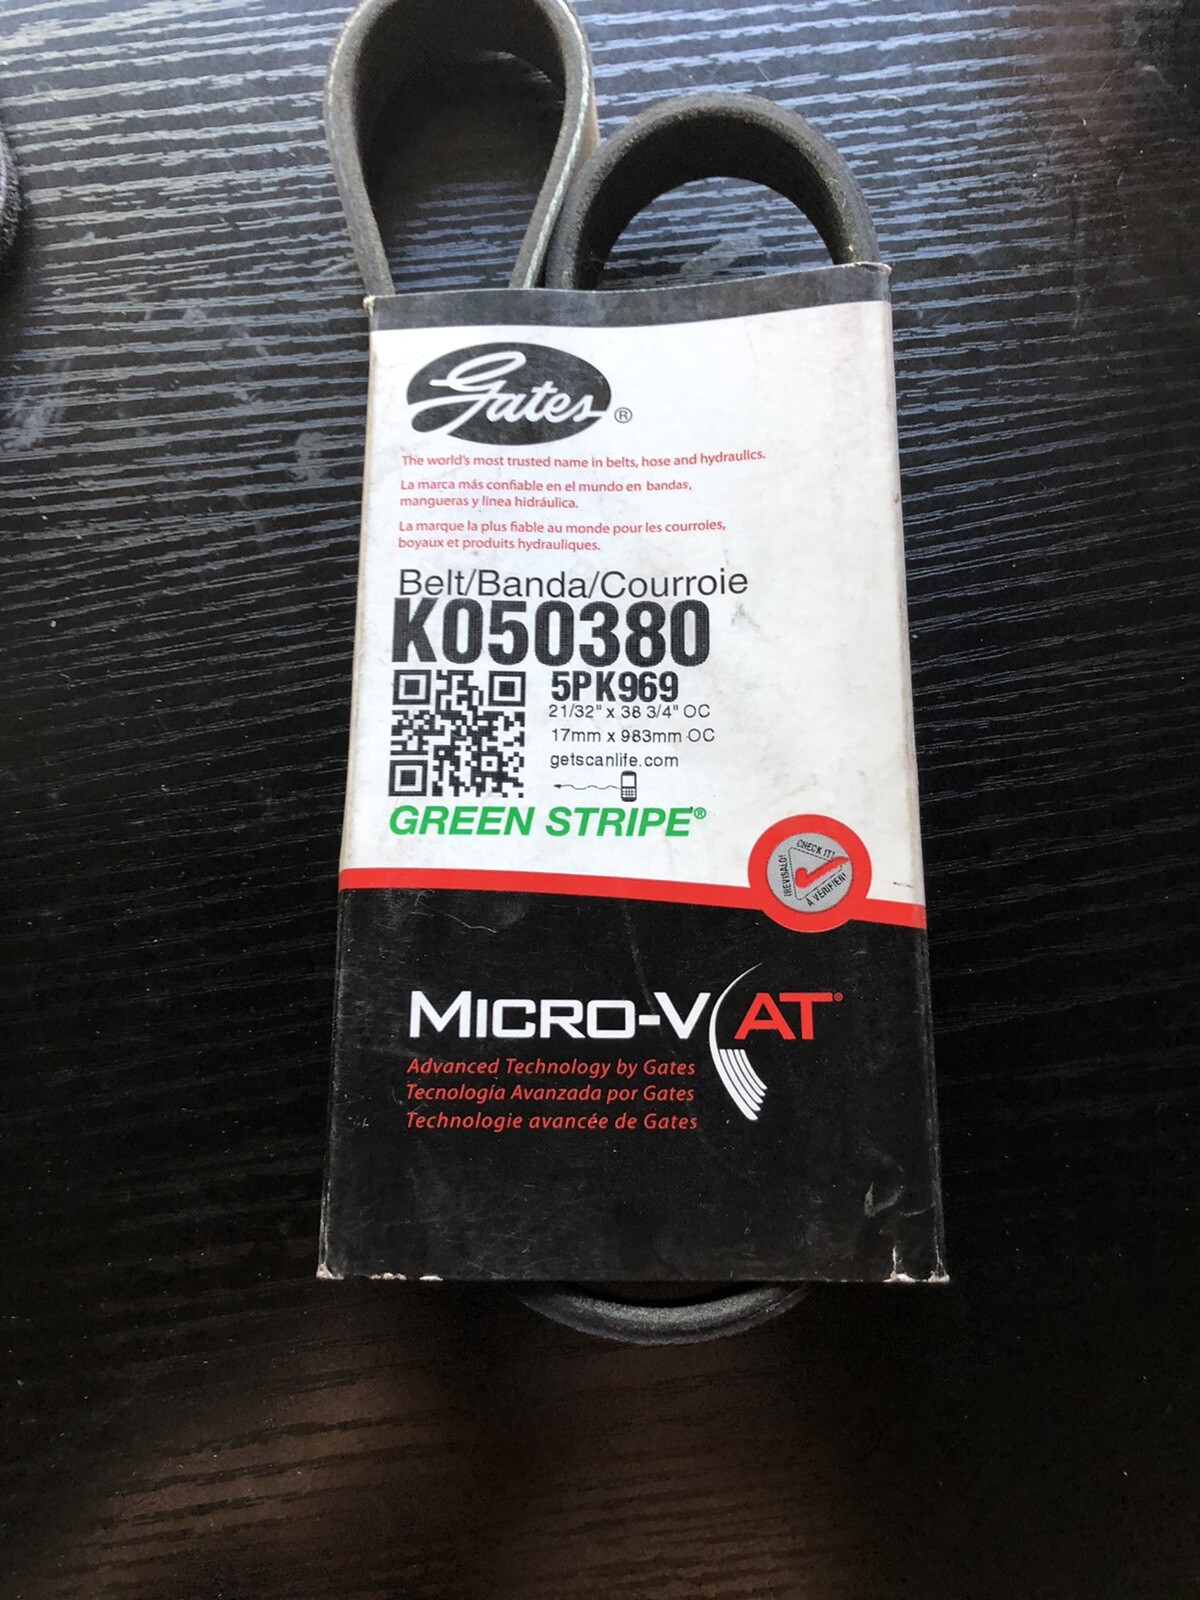 Gates ®
The world's most trusted name in belts, hose and hydraulics.
La marca más confiable en el mundo en bandas,
mangueras y linea hidráulica.
La marque la plus fiable au monde pour les courroies,
boyaux et produits hydrauliques.
Belt/Banda/Courroie
K050380
5PK969
21/32" x 38 3/4" OC
17mm x 983mm OC
getscanlife.com
GREEN STRIPE®
CHECK IT!
¡REVISALO!
À VÉRIFIER!
MICRO-V AT®
Advanced Technology by Gates
Tecnología Avanzada por Gates
Technologie avancée de Gates